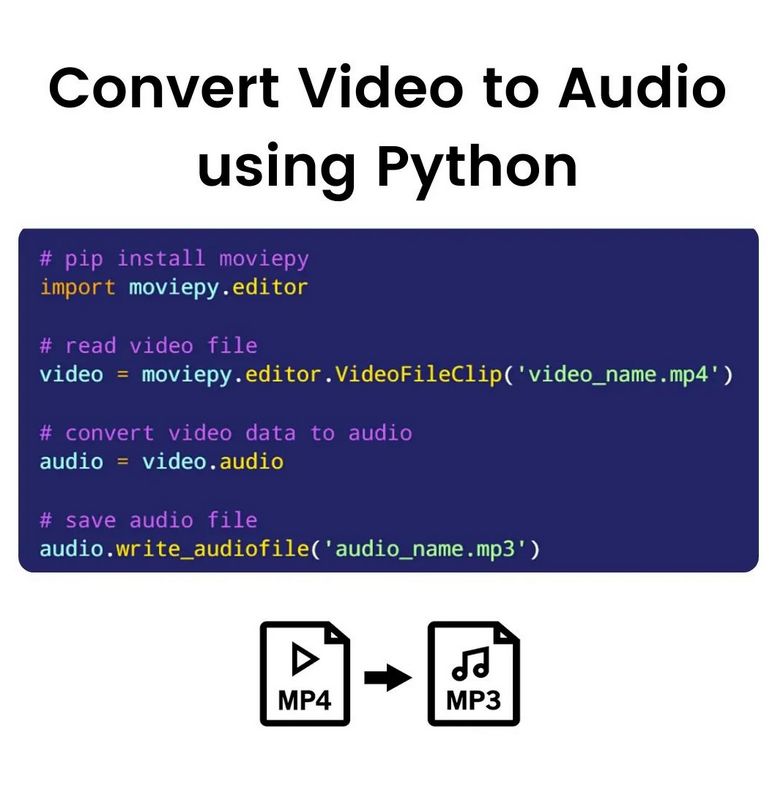 Convert Video to Audio
using Python
# pip install moviepy
import moviepy.editor
# read video file
video = moviepy.editor.VideoFileClip('video_name.mp4')
# convert video data to audio
audio = video.audio
# save audio file
audio.write_audiofile('audio_name.mp3')
MP4 MP3